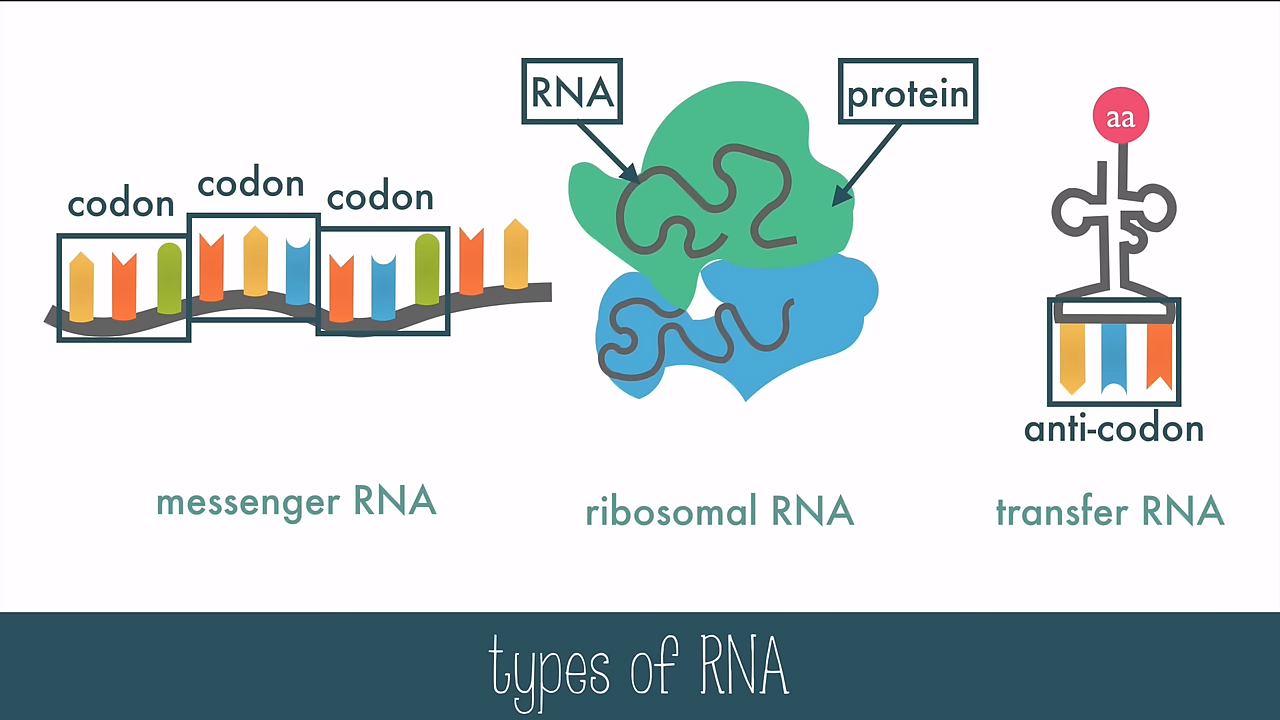 RNA
protein
aa
codon
codon
codon
anti-codon
messenger RNA
ribosomal RNA
transfer RNA
types of RNA